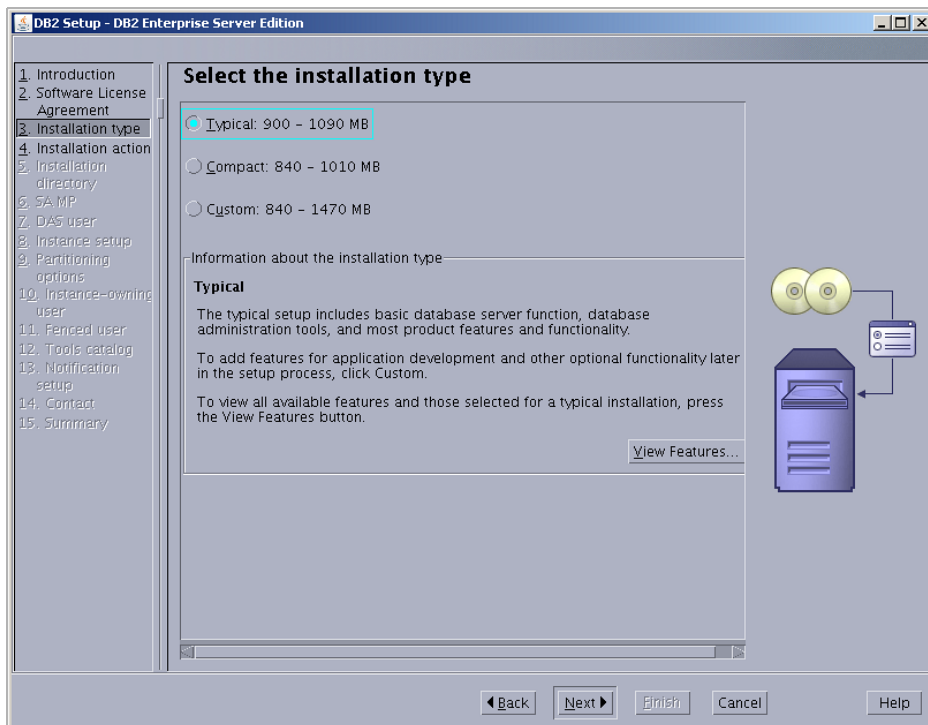 DB2 Setup - DB2 Enterprise Server Edition
1. Introduction
2. Software License
Agreement
3. Installation type
4. Installation action
5. Installation
directory
6. SA MP
7. DAS user
8. Instance setup
9. Partitioning
options
10. Instance-owning
user
11. Fenced user
12. Tools catalog
13. Notification
setup
14. Contact
15. Summary
Select the installation type
Typical: 900 - 1090 MB
Compact: 840 - 1010 MB
Custom: 840 - 1470 MB
Information about the installation type
Typical
The typical setup includes basic database server function, database
administration tools, and most product features and functionality.
To add features for application development and other optional functionality later
in the setup process, click Custom.
To view all available features and those selected for a typical installation, press
the View Features button.
View Features...
Back
Next
Finish
Cancel
Help